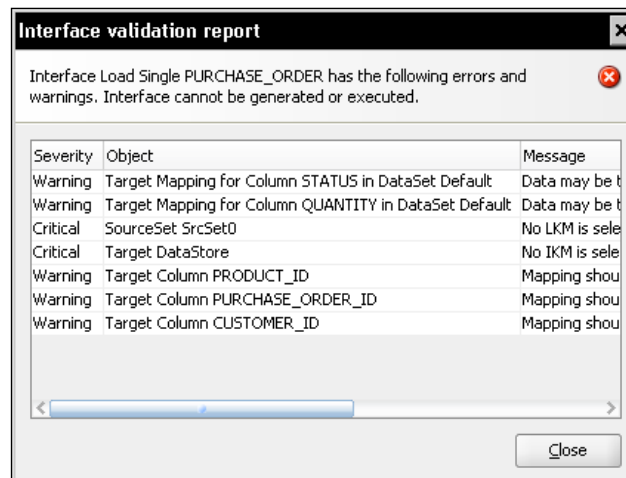 Interface validation report
Interface Load Single PURCHASE_ORDER has the following errors and
warnings. Interface cannot be generated or executed.
Severity Object Message
Warning Target Mapping for Column STATUS in DataSet Default Data may be t
Warning Target Mapping for Column QUANTITY in DataSet Default Data may be t
Critical SourceSet SrcSet0 No LKM is sele
Critical Target DataStore No IKM is sele
Warning Target Column PRODUCT_ID Mapping shou
Warning Target Column PURCHASE_ORDER_ID Mapping shou
Warning Target Column CUSTOMER_ID Mapping shou
Close